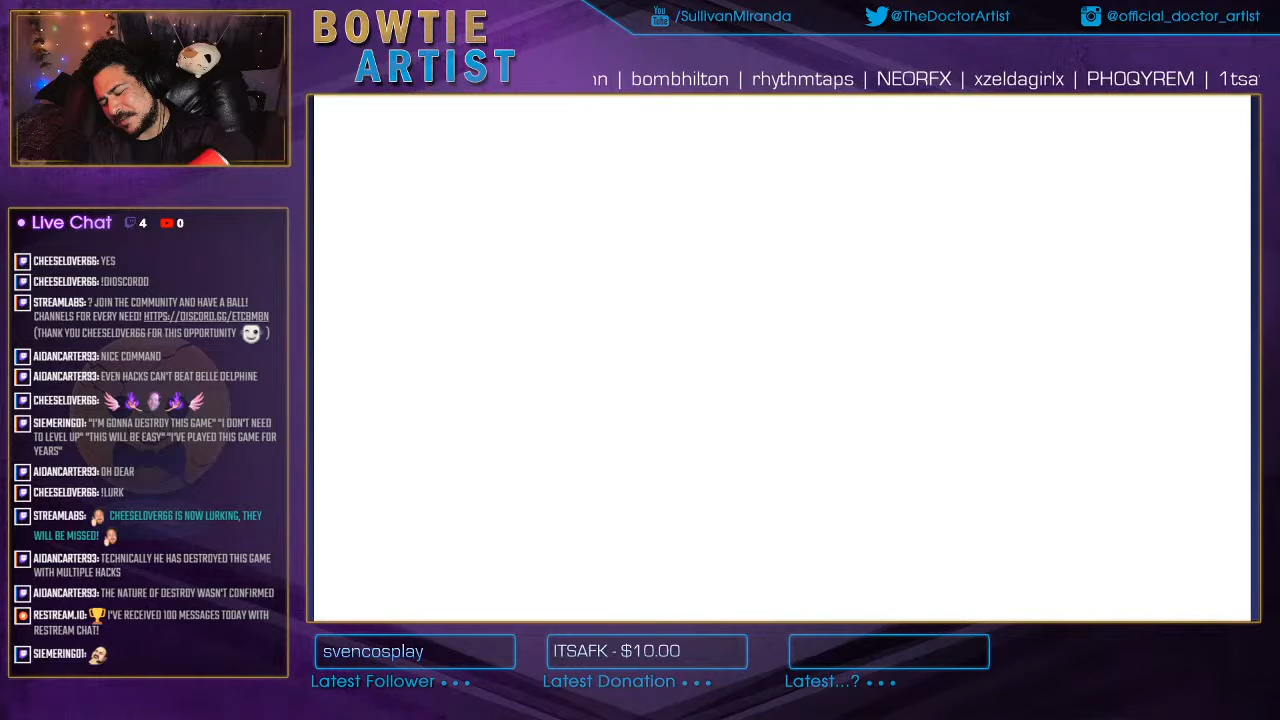 BOWTIE
ARTIST
/SullivanMiranda
@TheDoctorArtist
@official_doctor_artist
nn | bombhilton | rhythmtaps | NEORFX | xzeldagirlx | PHOQYREM | 1tsa
Live Chat 4 0
CHEESELOVER66: YES
CHEESELOVER66: !DIOSCORDD
STREAMLABS: ? JOIN THE COMMUNITY AND HAVE A BALL!
CHANNELS FOR EVERY NEED! HTTPS://DISCORD.GG/ETCBMBN
(THANK YOU CHEESELOVER66 FOR THIS OPPORTUNITY )
AIDANCARTER93: NICE COMMAND
AIDANCARTER93: EVEN HACKS CAN'T BEAT BELLE DELPHINE
CHEESELOVER66:
SIEMERING01: "I'M GONNA DESTROY THIS GAME" "I DON'T NEED
TO LEVEL UP" "THIS WILL BE EASY" "I'VE PLAYED THIS GAME FOR
YEARS"
AIDANCARTER93: OH DEAR
CHEESELOVER66: !LURK
STREAMLABS: CHEESELOVER66 IS NOW LURKING, THEY
WILL BE MISSED!
AIDANCARTER93: TECHNICALLY HE HAS DESTROYED THIS GAME
WITH MULTIPLE HACKS
AIDANCARTER93: THE NATURE OF DESTROY WASN'T CONFIRMED
RESTREAM.IO: I'VE RECEIVED 100 MESSAGES TODAY WITH
RESTREAM CHAT!
SIEMERING01:
svencosplay
Latest Follower • • •
ITSAFK - $10.00
Latest Donation • • •
Latest...? • • •